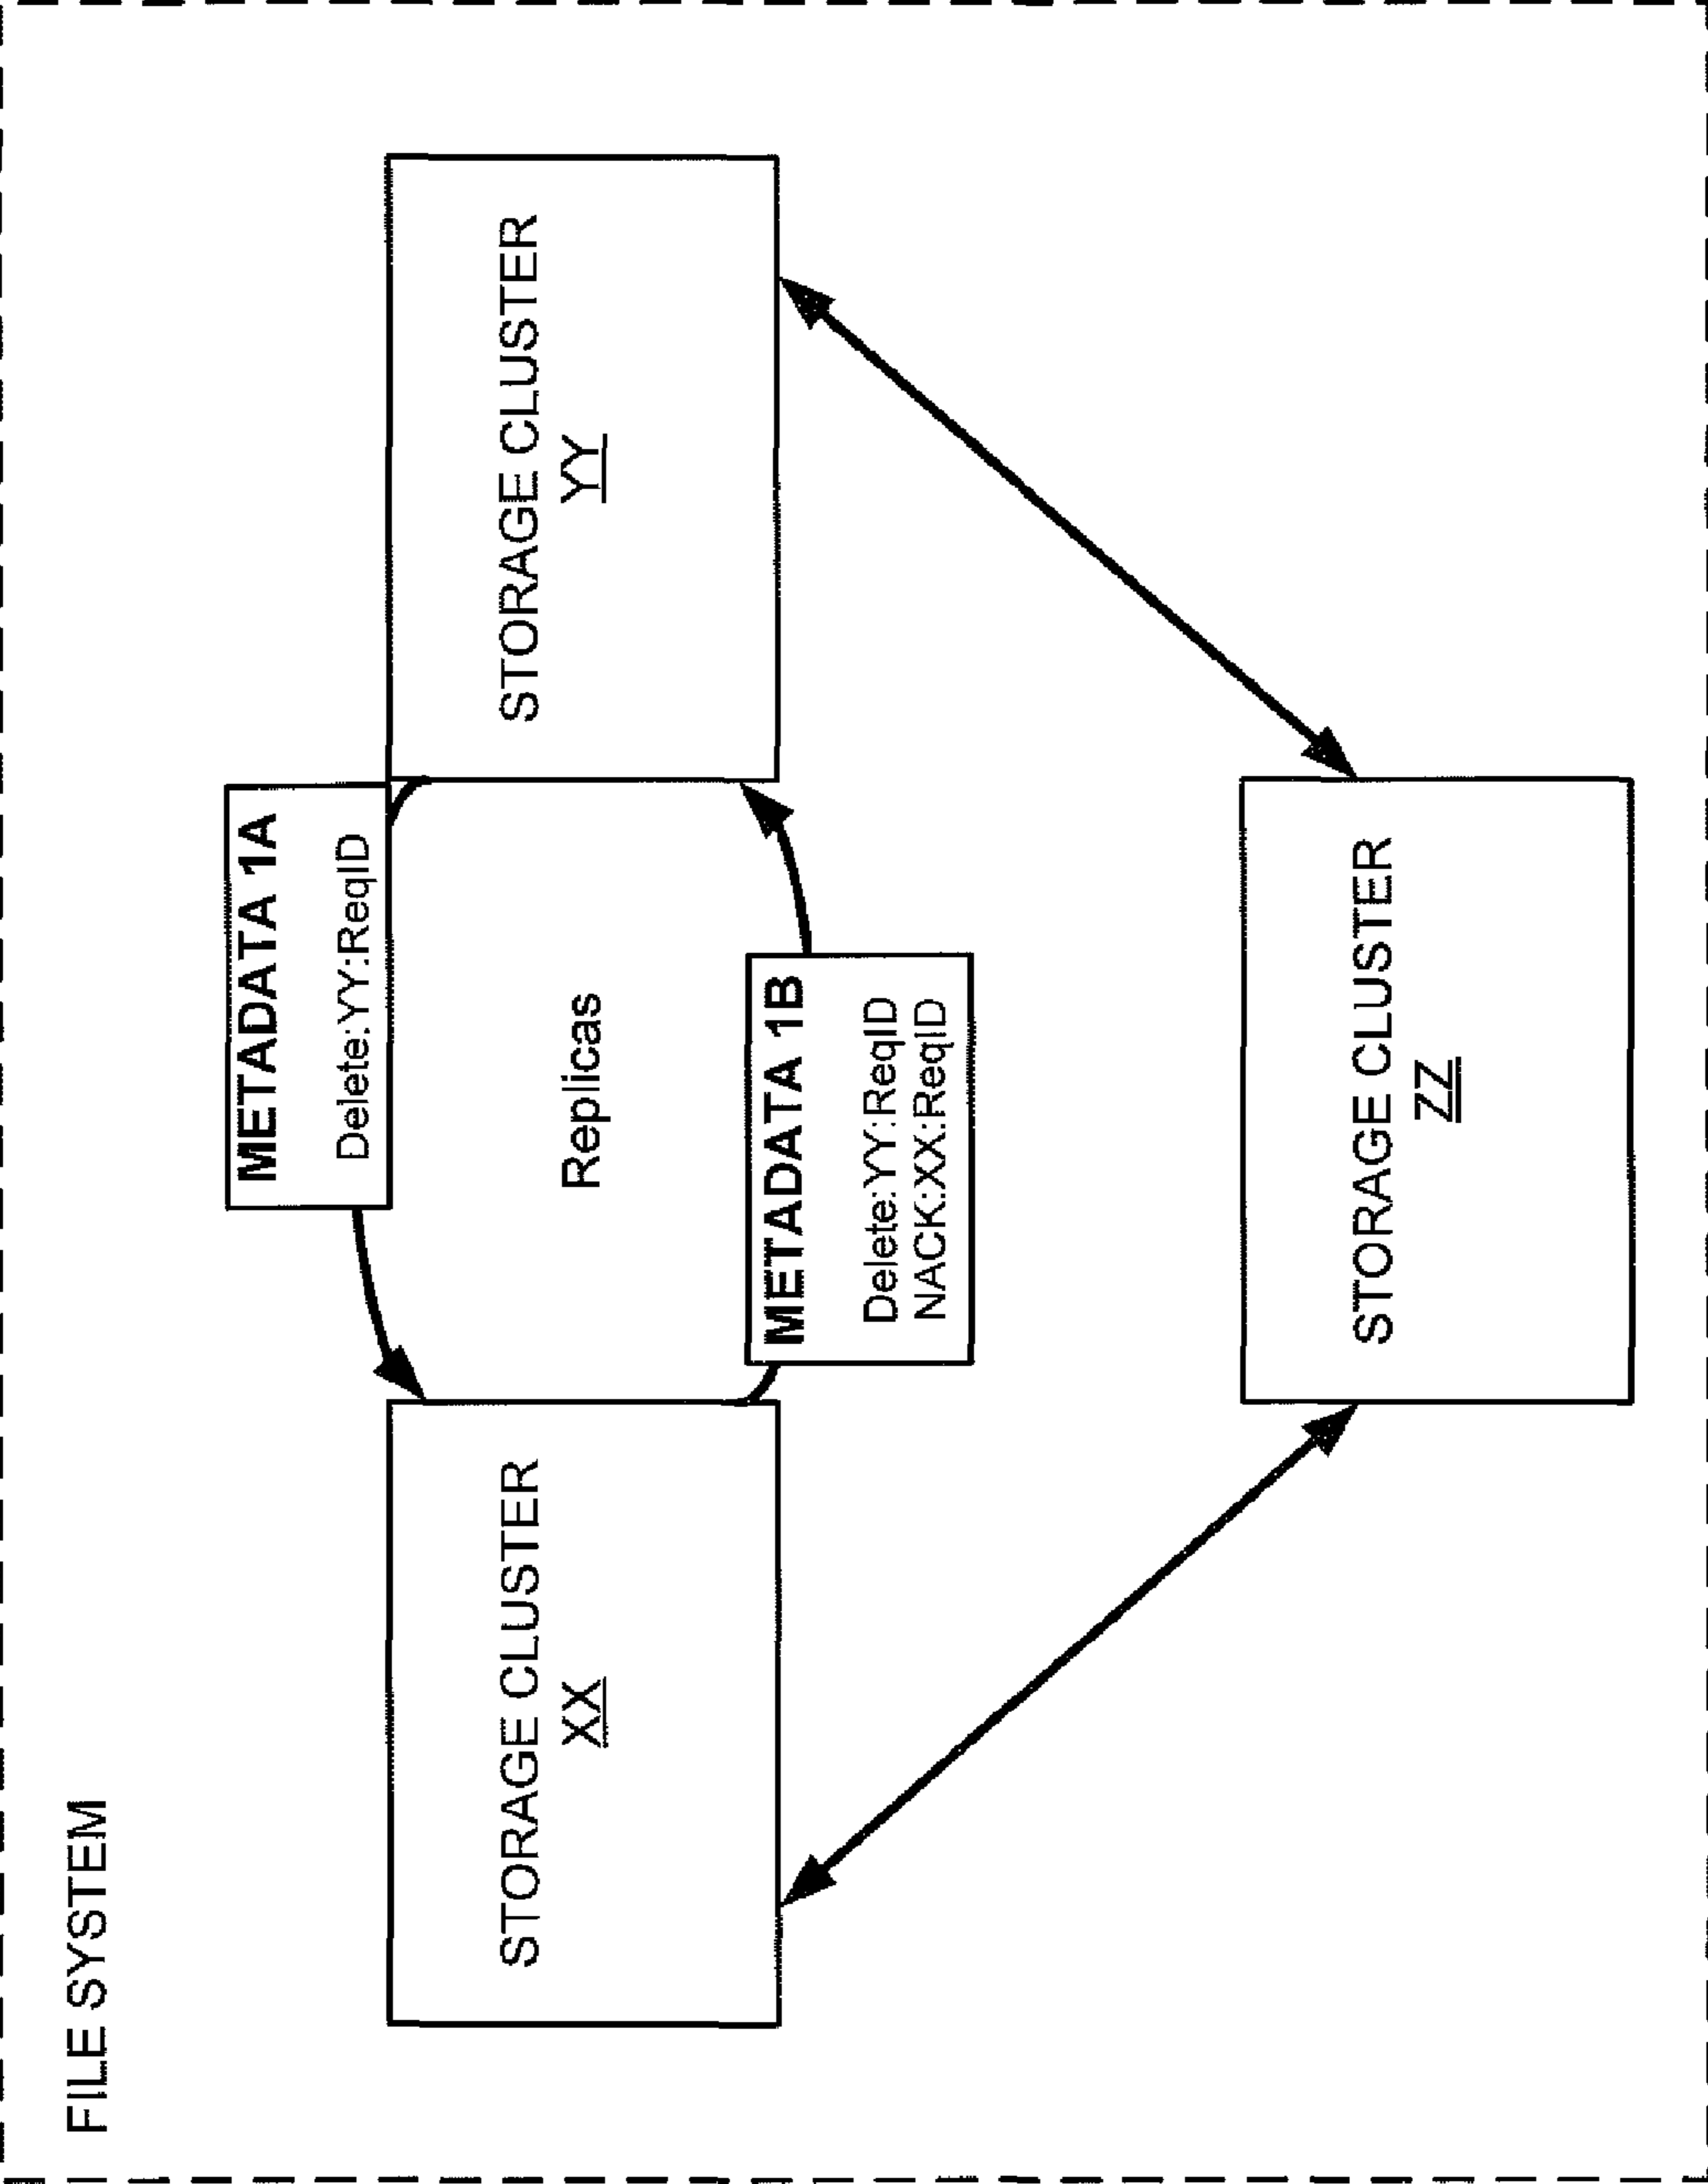 FILE SYSTEM
METADATA 1A
Delete:YY:ReqID
STORAGE CLUSTER
XX
Replicas
STORAGE CLUSTER
YY
METADATA 1B
Delete:YY:ReqID
NACK:XX:ReqID
STORAGE CLUSTER
ZZ